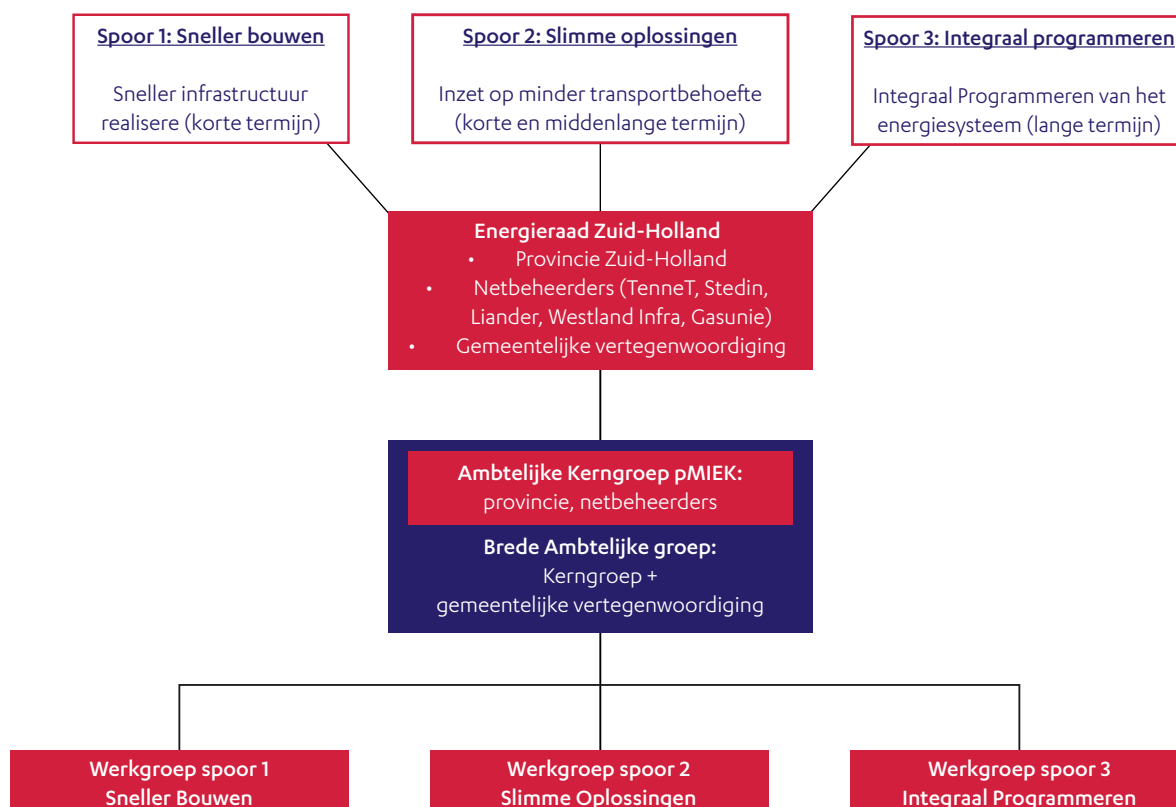 Spoor 1: Sneller bouwen
Sneller infrastructuur
realisere (korte termijn)
Spoor 2: Slimme oplossingen
Inzet op minder transportbehoefte
(korte en middenlange termijn)
Spoor 3: Integraal programmeren
Integraal Programmeren van het
energiesysteem (lange termijn)
Energieraad Zuid-Holland
• Provincie Zuid-Holland
• Netbeheerders (TenneT, Stedin,
Liander, Westland Infra, Gasunie)
• Gemeentelijke vertegenwoordiging
Ambtelijke Kerngroep pMIEK:
provincie, netbeheerders
Brede Ambtelijke groep:
Kerngroep +
gemeentelijke vertegenwoordiging
Werkgroep spoor 1
Sneller Bouwen
Werkgroep spoor 2
Slimme Oplossingen
Werkgroep spoor 3
Integraal Programmeren